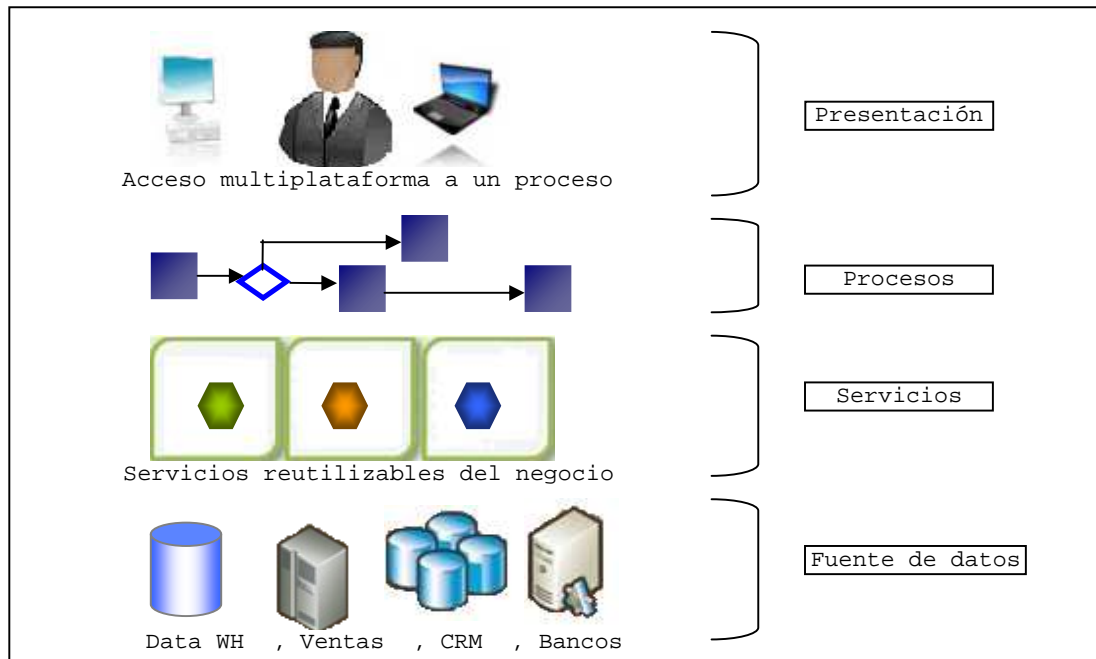 Presentación
Acceso multiplataforma a un proceso
Procesos
Servicios
Servicios reutilizables del negocio
Fuente de datos
Data WH , Ventas , CRM , Bancos